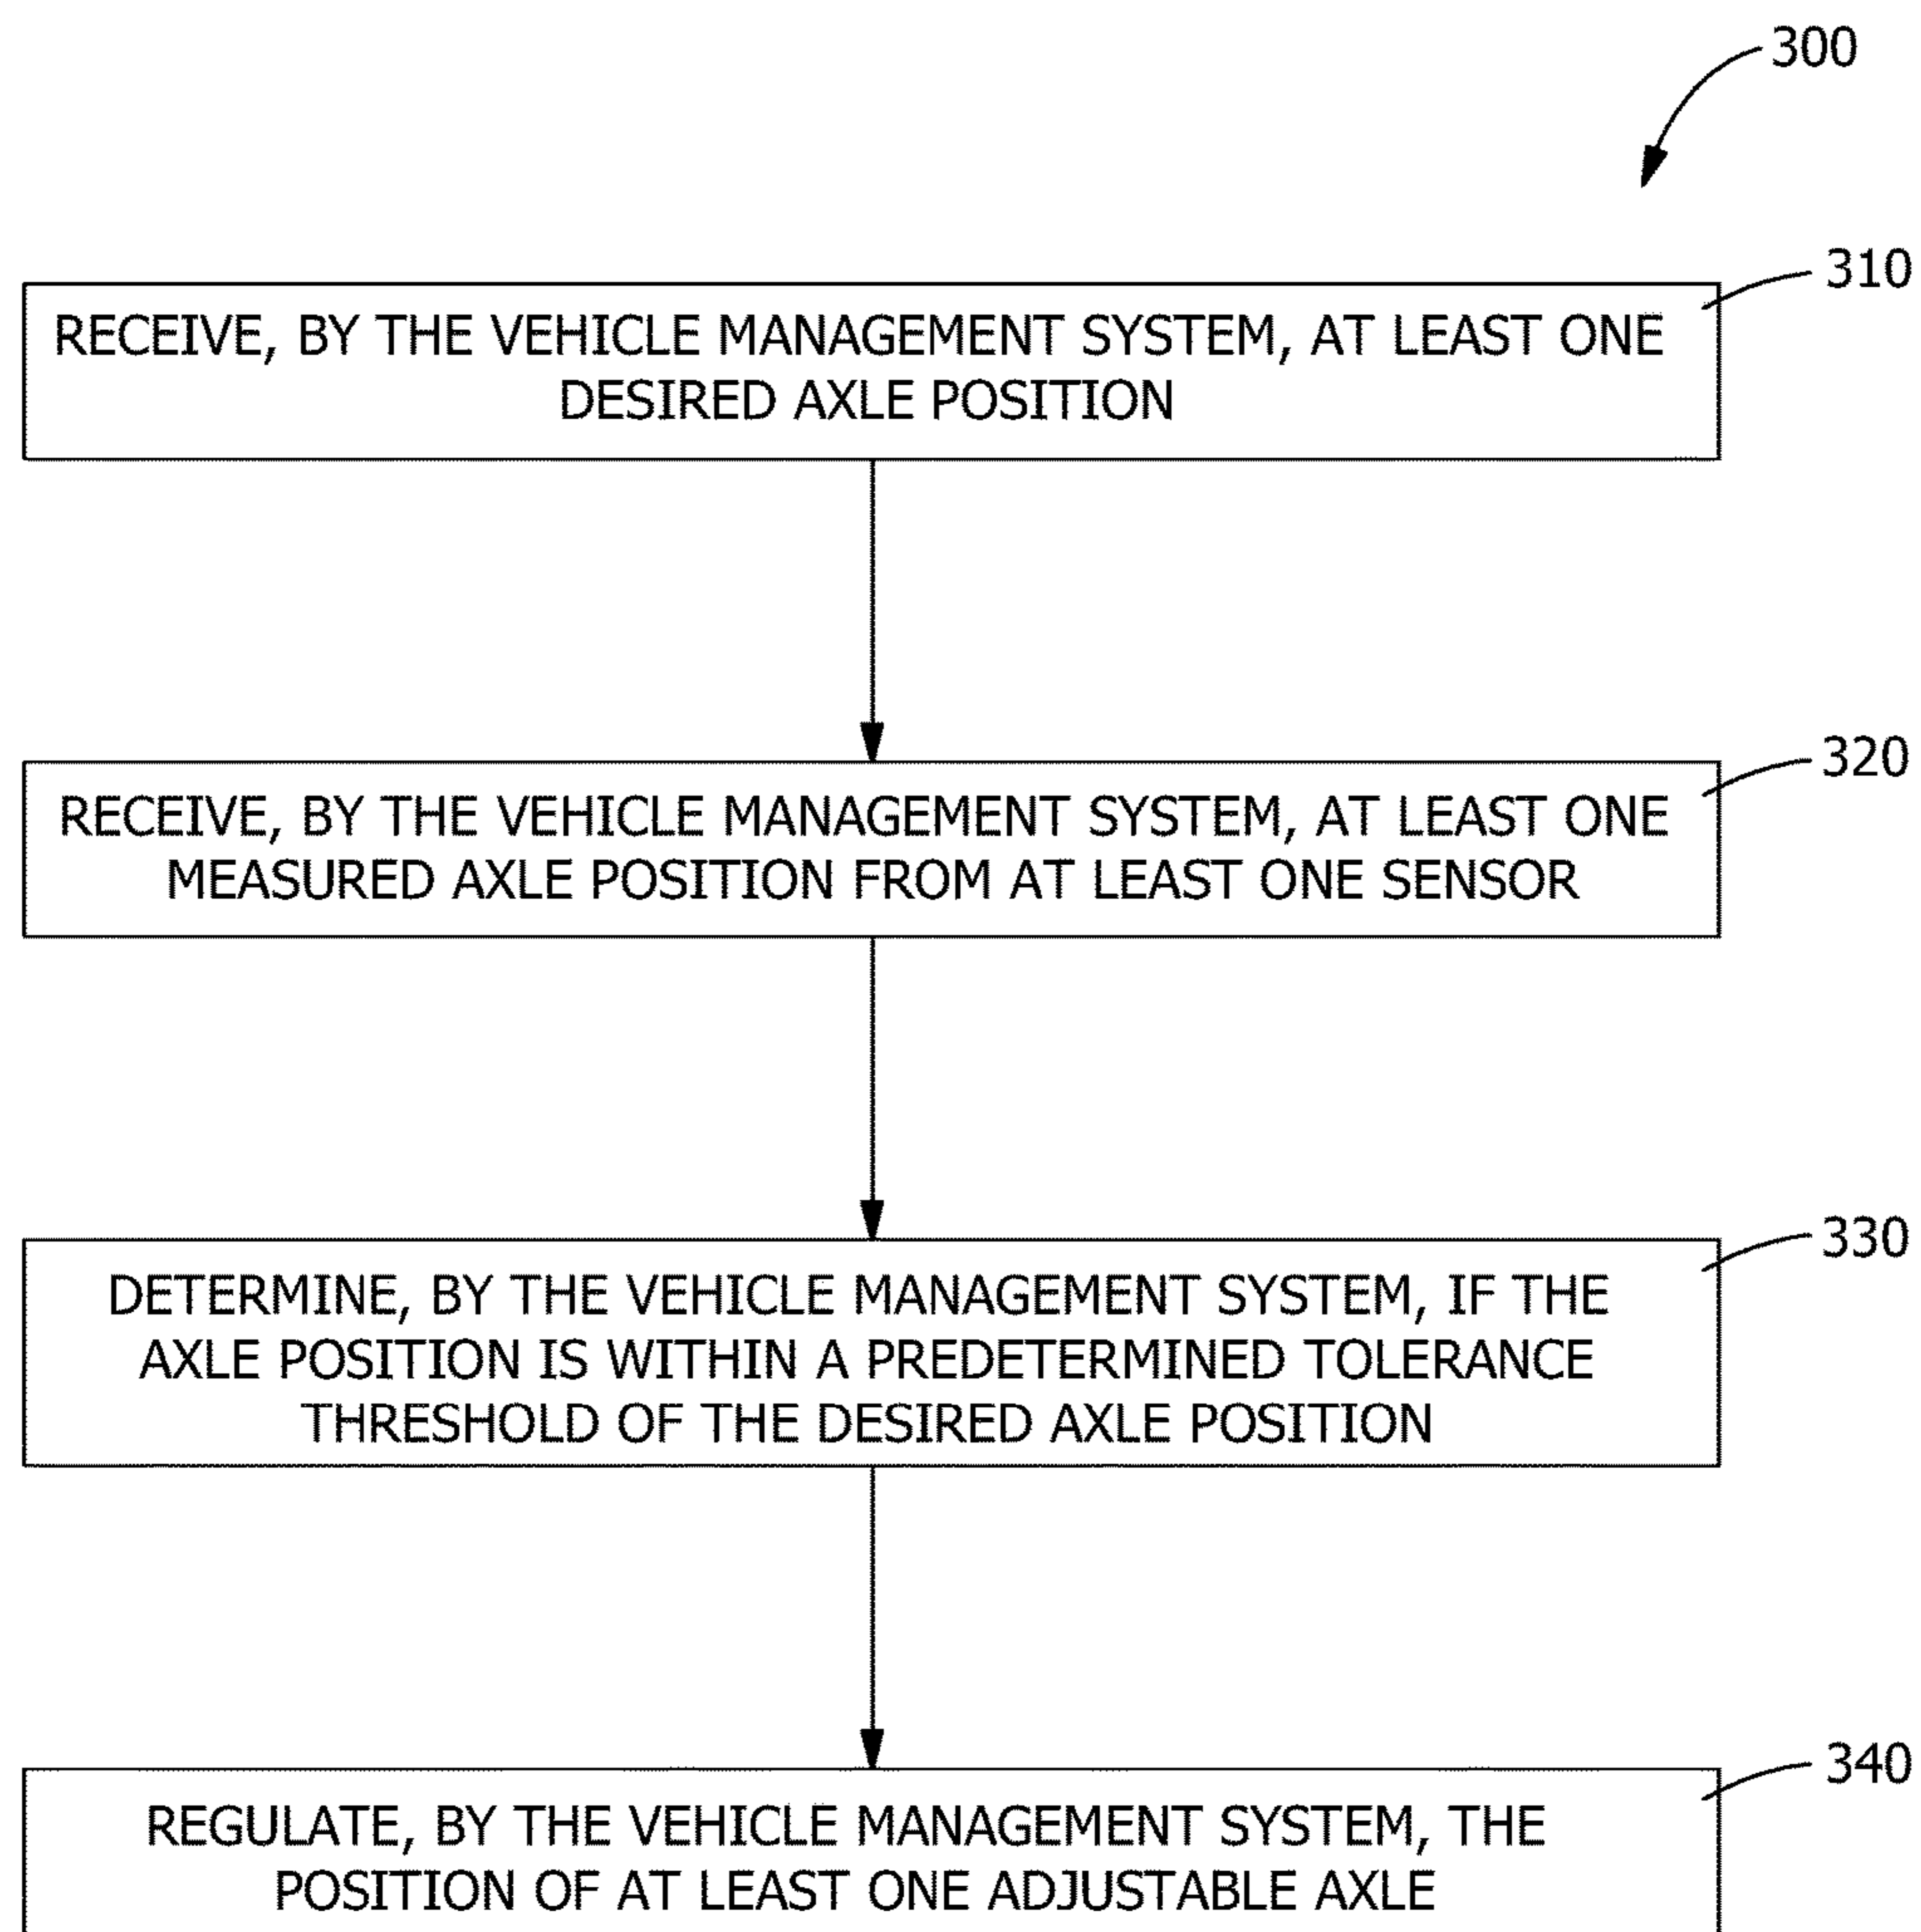 300
310
RECEIVE, BY THE VEHICLE MANAGEMENT SYSTEM, AT LEAST ONE
DESIRED AXLE POSITION
320
RECEIVE, BY THE VEHICLE MANAGEMENT SYSTEM, AT LEAST ONE
MEASURED AXLE POSITION FROM AT LEAST ONE SENSOR
330
DETERMINE, BY THE VEHICLE MANAGEMENT SYSTEM, IF THE
AXLE POSITION IS WITHIN A PREDETERMINED TOLERANCE
THRESHOLD OF THE DESIRED AXLE POSITION
340
REGULATE, BY THE VEHICLE MANAGEMENT SYSTEM, THE
POSITION OF AT LEAST ONE ADJUSTABLE AXLE